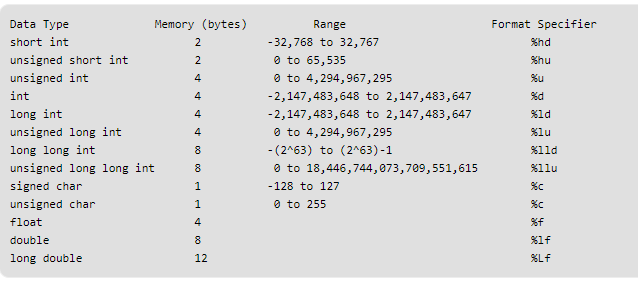 Data Type Memory (bytes) Range Format Specifier
short int 2 -32,768 to 32,767 %hd
unsigned short int 2 0 to 65,535 %hu
unsigned int 4 0 to 4,294,967,295 %u
int 4 -2,147,483,648 to 2,147,483,647 %d
long int 4 -2,147,483,648 to 2,147,483,647 %ld
unsigned long int 4 0 to 4,294,967,295 %lu
long long int 8 -(2^63) to (2^63)-1 %lld
unsigned long long int 8 0 to 18,446,744,073,709,551,615 %llu
signed char 1 -128 to 127 %c
unsigned char 1 0 to 255 %c
float 4 %f
double 8 %lf
long double 12 %Lf